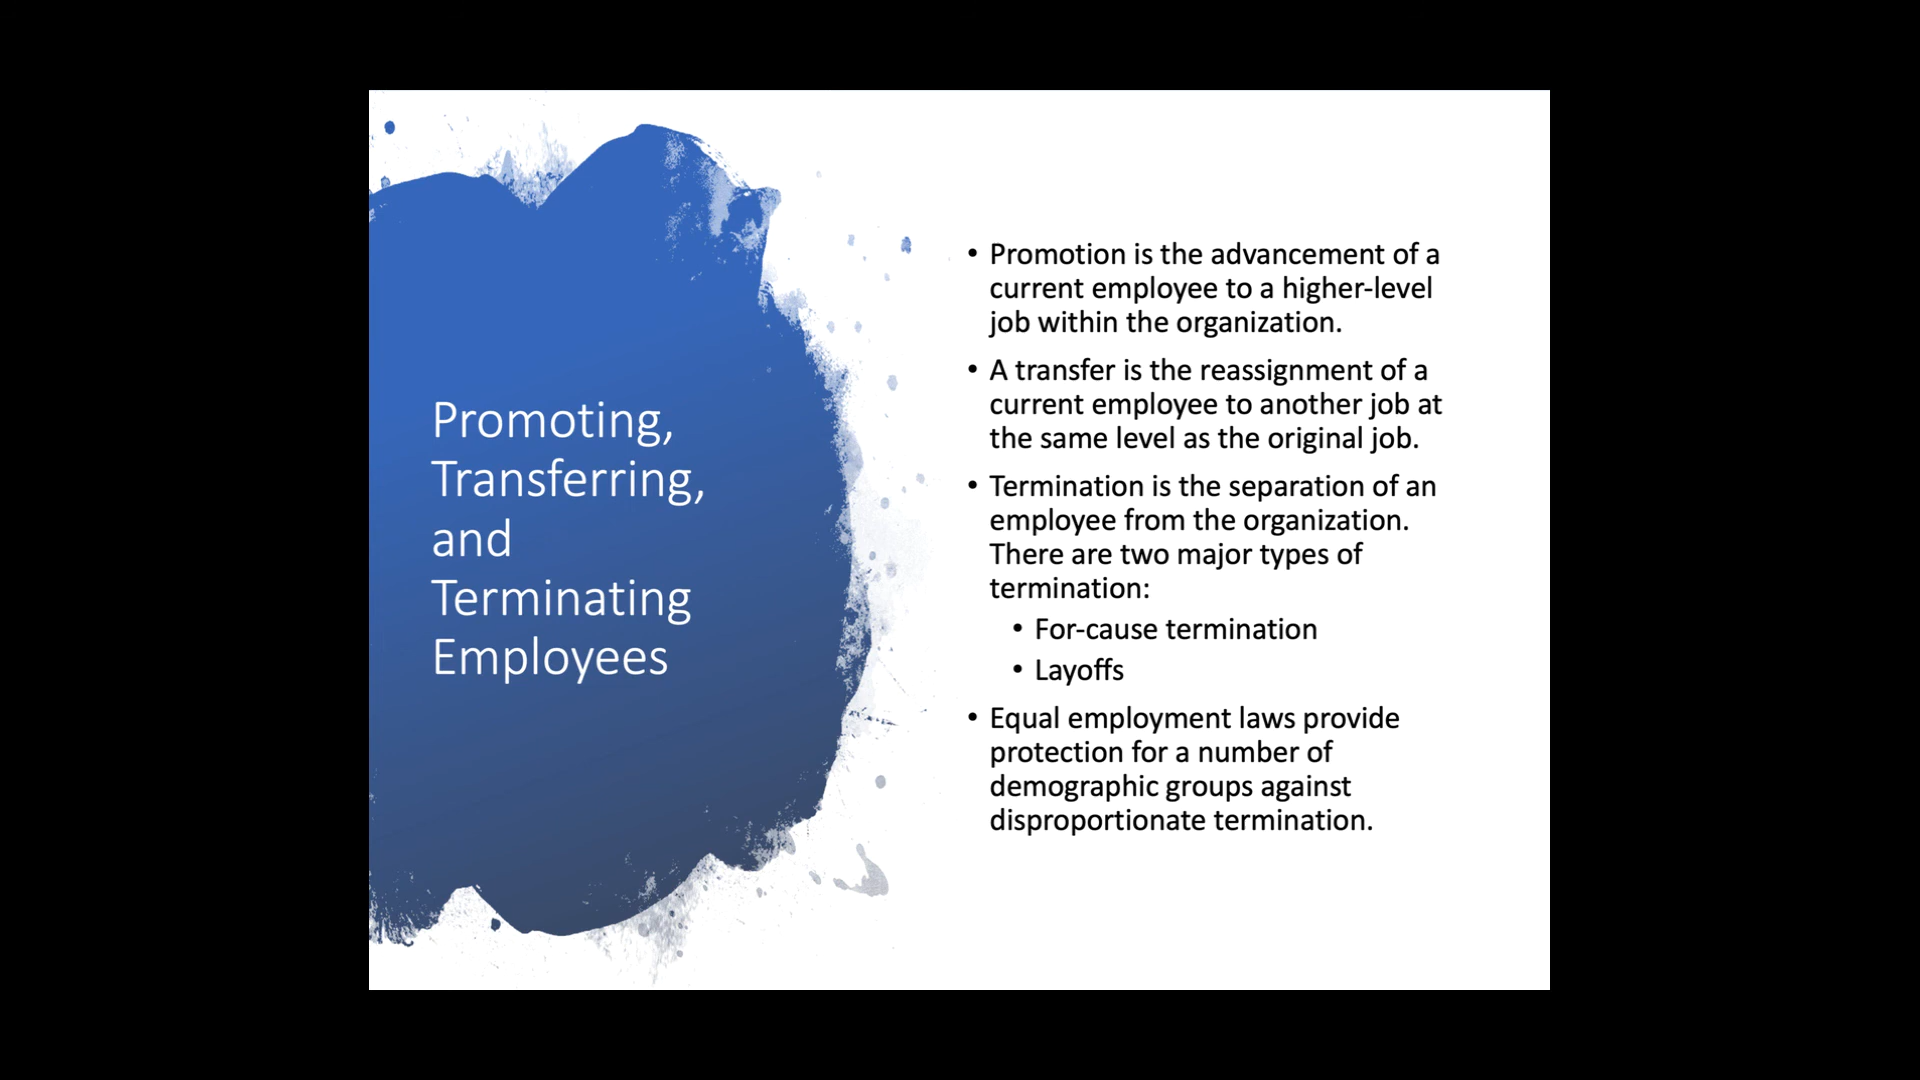 Promoting,
Transferring,
and
Terminating
Employees
• Promotion is the advancement of a
current employee to a higher-level
job within the organization.
• A transfer is the reassignment of a
current employee to another job at
the same level as the original job.
• Termination is the separation of an
employee from the organization.
There are two major types of
termination:
• For-cause termination
• Layoffs
• Equal employment laws provide
protection for a number of
demographic groups against
disproportionate termination.